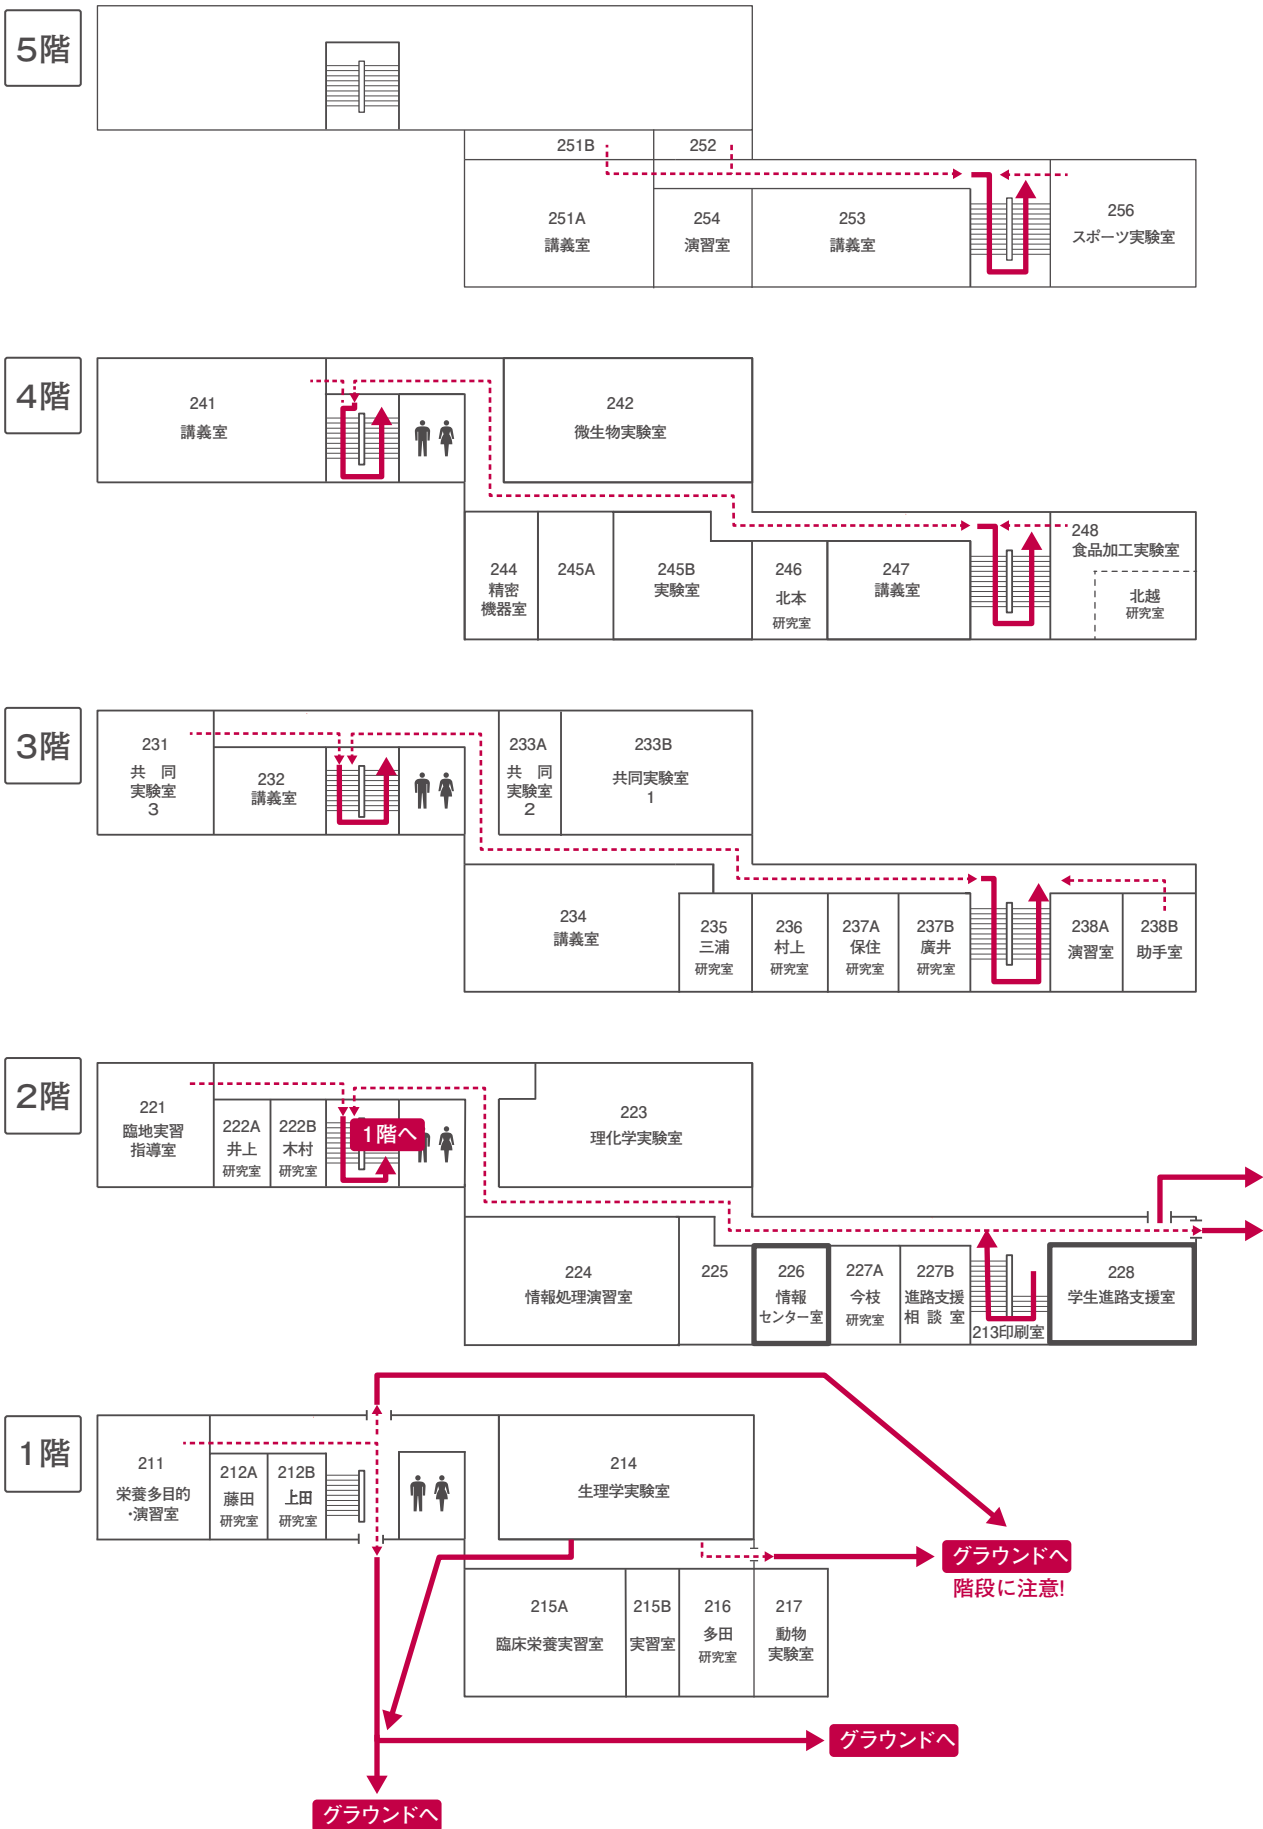 5階
251B
252
251A
講義室
254
演習室
253
講義室
256
スポーツ実験室
4階
241
講義室
242
微生物実験室
244
精密
機器室
245A
245B
実験室
246
北本
研究室
247
講義室
248
食品加工実験室
北越
研究室
3階
231
共 同
実験室
3
232
講義室
233A
共 同
実験室
2
233B
共同実験室
1
234
講義室
235
三浦
研究室
236
村上
研究室
237A
保住
研究室
237B
廣井
研究室
238A
演習室
238B
助手室
2階
221
臨地実習
指導室
222A
井上
研究室
222B
木村
研究室
1階へ
223
理化学実験室
224
情報処理演習室
225
226
情報
センター室
227A
今枝
研究室
227B
進路支援
相 談 室
213印刷室
228
学生進路支援室
1階
211
栄養多目的
・演習室
212A
藤田
研究室
212B
上田
研究室
214
生理学実験室
グラウンドへ
階段に注意!
215A
臨床栄養実習室
215B
実習室
216
多田
研究室
217
動物
実験室
グラウンドへ
グラウンドへ